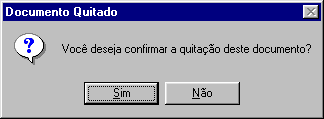 Documento Quitado
Você deseja confirmar a quitação deste documento?
Sim
Não